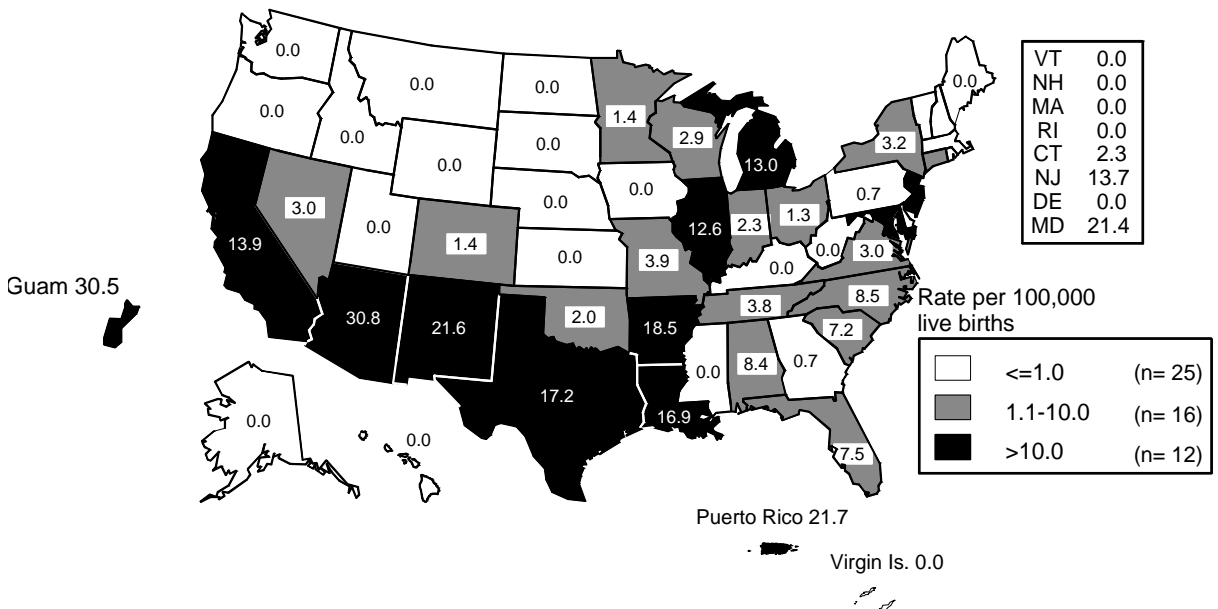 0.0
0.0
0.0
0.0
0.0
0.0
0.0
0.0
0.0
3.0
0.0
1.4
13.9
30.8
21.6
0.0
2.0
17.2
1.4
0.0
3.9
18.5
16.9
2.9
12.6
13.0
2.3
1.3
0.0
3.8
0.0
8.4
0.7
7.5
7.2
8.5
3.0
0.0
0.7
3.2
0.0
VT 0.0
NH 0.0
MA 0.0
RI 0.0
CT 2.3
NJ 13.7
DE 0.0
MD 21.4
Guam 30.5
0.0
0.0
Rate per 100,000
live births
<=1.0 (n= 25)
1.1-10.0 (n= 16)
>10.0 (n= 12)
Puerto Rico 21.7
Virgin Is. 0.0